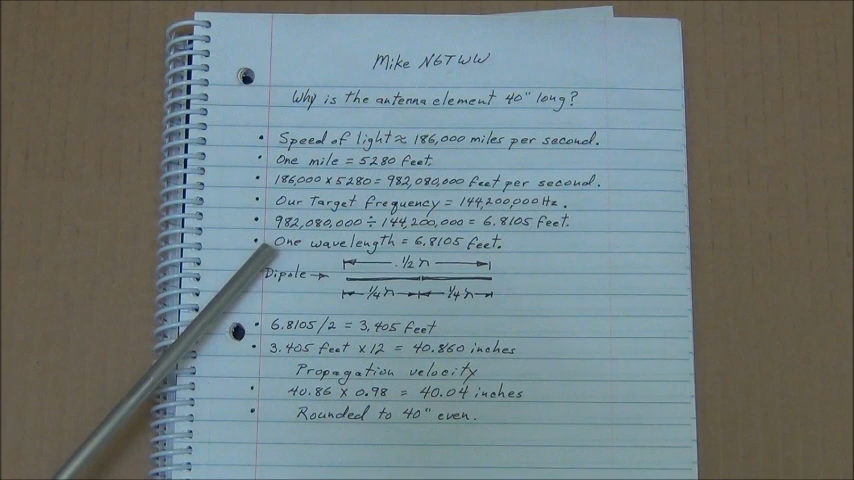 Mike N6TWW
Why is the antenna element 40" long?
• Speed of light ≈ 186,000 miles per second.
• One mile = 5280 feet.
• 186,000 x 5280 = 982,080,000 feet per second.
• Our Target frequency = 144,200,000 Hz.
• 982,080,000 ÷ 144,200,000 = 6.8105 feet.
• One wavelength = 6.8105 feet.
1/2 λ
Dipole →
1/4 λ 1/4 λ
• 6.8105/2 = 3.405 feet
• 3.405 feet x 12 = 40.860 inches
Propagation velocity
• 40.86 x 0.98 = 40.04 inches
• Rounded to 40" even.